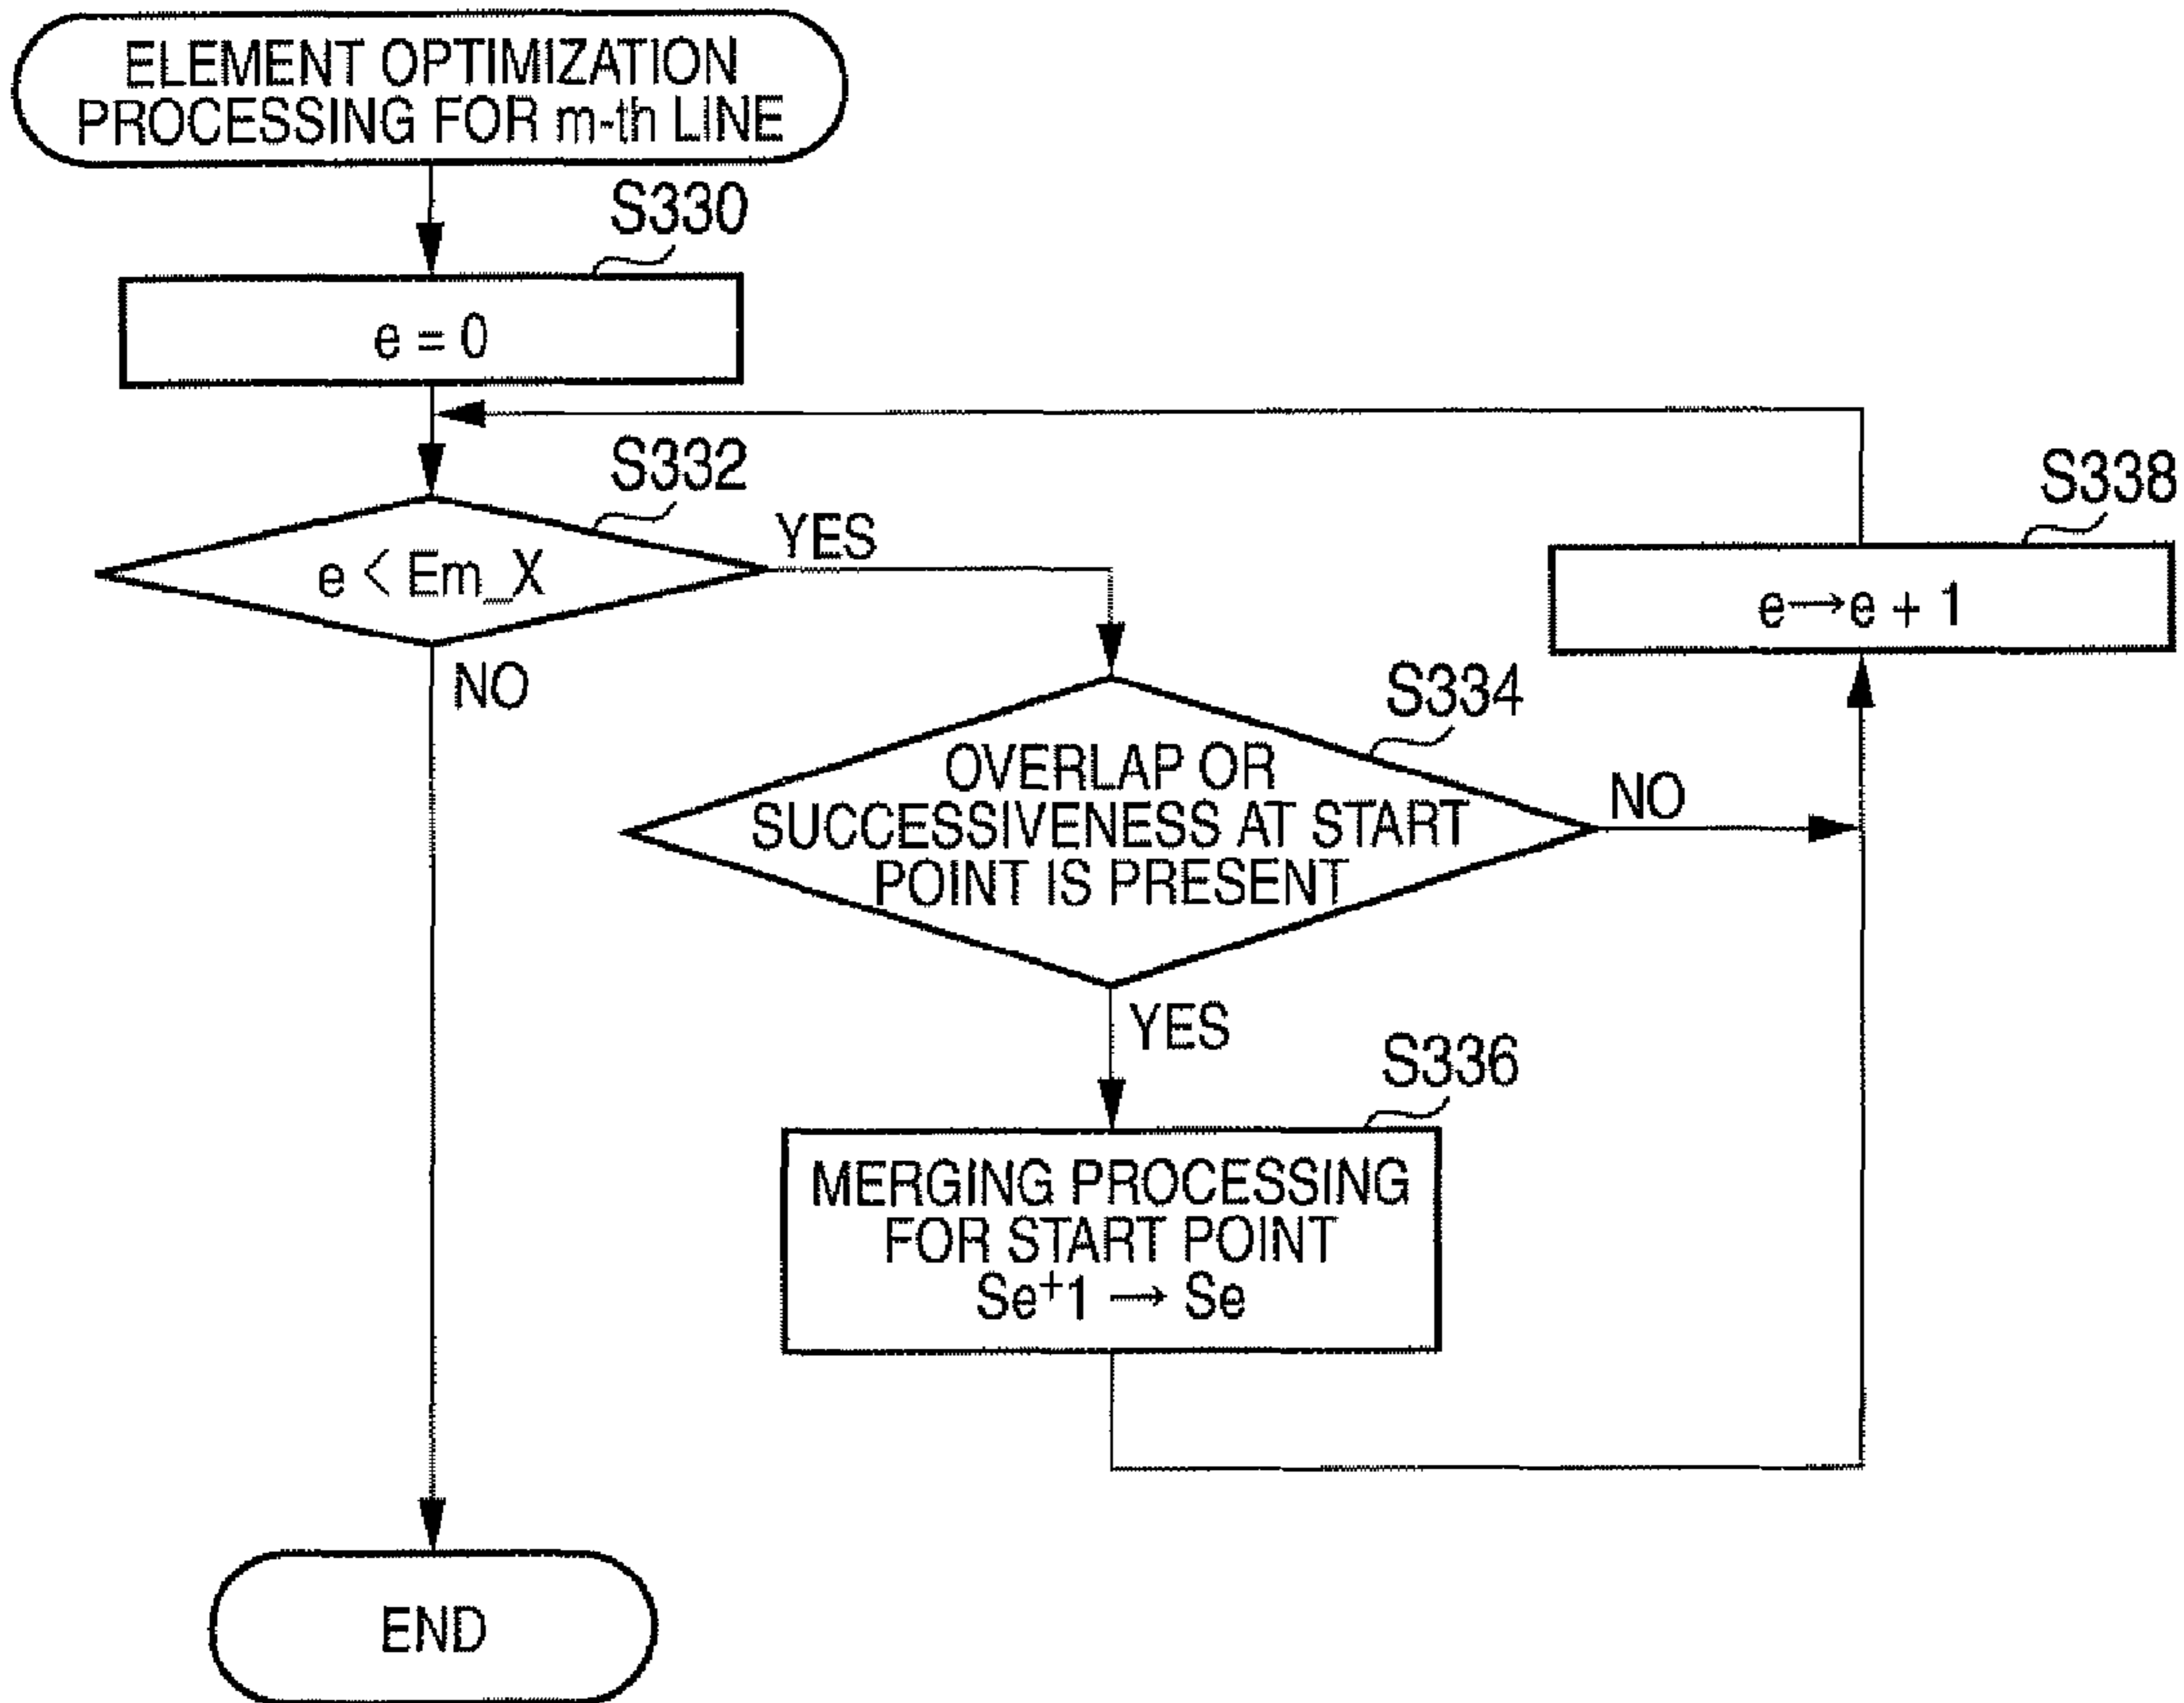 ELEMENT OPTIMIZATION
PROCESSING FOR m-th LINE
S330
e = 0
S332
e < Em_X
YES
NO
S338
e→e + 1
S334
OVERLAP OR
SUCCESSIVENESS AT START
POINT IS PRESENT
NO
YES
S336
MERGING PROCESSING
FOR START POINT
Se⁺1 → Se
END